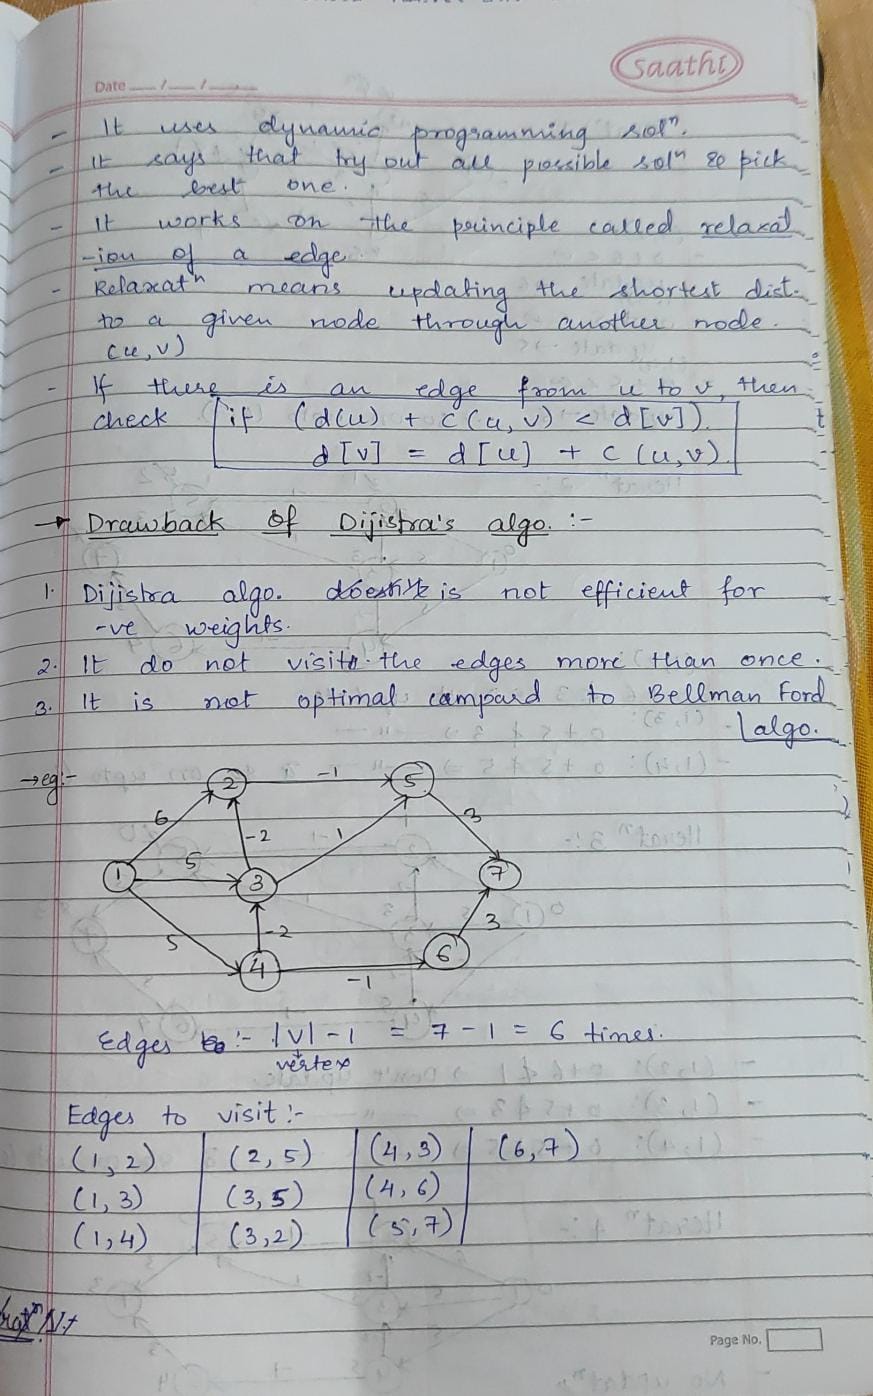 saathi
Date ___/___/___
- It uses dynamic programming solⁿ.
- It says that try out all possible solⁿ & pick
the best one.
- It works on the principle called relaxat
-ion of a edge.
- Relaxatⁿ means updating the shortest dist.
to a given node through another node.
(u,v)
- If there is an edge from u to v, then
check if (d(u) + c(u,v) < d[v])
d[v] = d[u] + c(u,v)
→ Drawback of Dijistra's algo. :-
1. Dijistra algo. is not efficient for
-ve weights.
2. It do not visit the edges more than once.
3. It is not optimal compaird to Bellman Ford
algo.
→ eg:-
2 -1 5
6 -2 1 3
1 5 3 7
5 -2 3
4 -1 6
Edges :- |V|-1 = 7-1 = 6 times.
vertex
Edges to visit :-
(1,2) (2,5) (4,3) (6,7)
(1,3) (3,5) (4,6)
(1,4) (3,2) (5,7)
Page No.